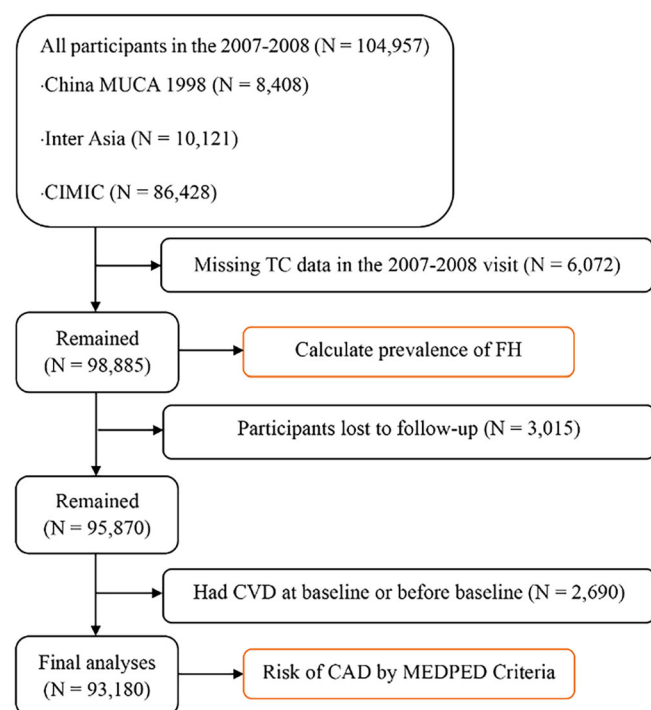 All participants in the 2007-2008 (N = 104,957)
·China MUCA 1998 (N = 8,408)
·Inter Asia (N = 10,121)
·CIMIC (N = 86,428)
Missing TC data in the 2007-2008 visit (N = 6,072)
Remained
(N = 98,885)
Calculate prevalence of FH
Participants lost to follow-up (N = 3,015)
Remained
(N = 95,870)
Had CVD at baseline or before baseline (N = 2,690)
Final analyses
(N = 93,180)
Risk of CAD by MEDPED Criteria